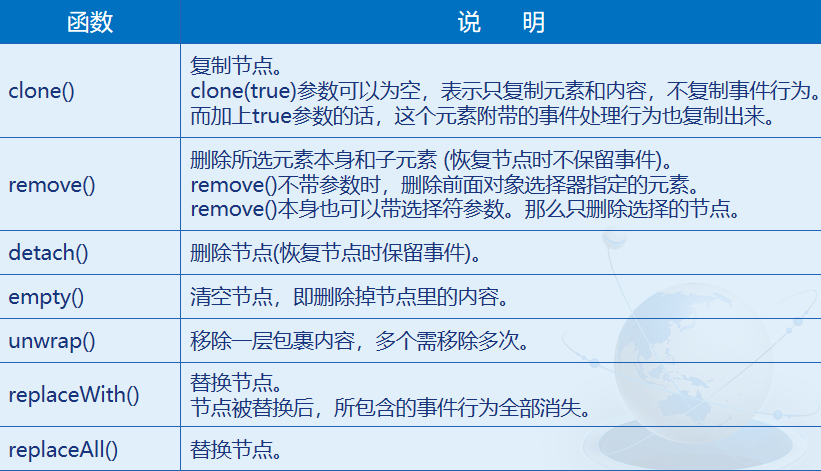 函数
说 明
clone()
复制节点。
clone(true)参数可以为空，表示只复制元素和内容，不复制事件行为。
而加上true参数的话，这个元素附带的事件处理行为也复制出来。
remove()
删除所选元素本身和子元素 (恢复节点时不保留事件)。
remove()不带参数时，删除前面对象选择器指定的元素。
remove()本身也可以带选择符参数。那么只删除选择的节点。
detach()
删除节点(恢复节点时保留事件)。
empty()
清空节点，即删除掉节点里的内容。
unwrap()
移除一层包裹内容，多个需移除多次。
replaceWith()
替换节点。
节点被替换后，所包含的事件行为全部消失。
replaceAll()
替换节点。